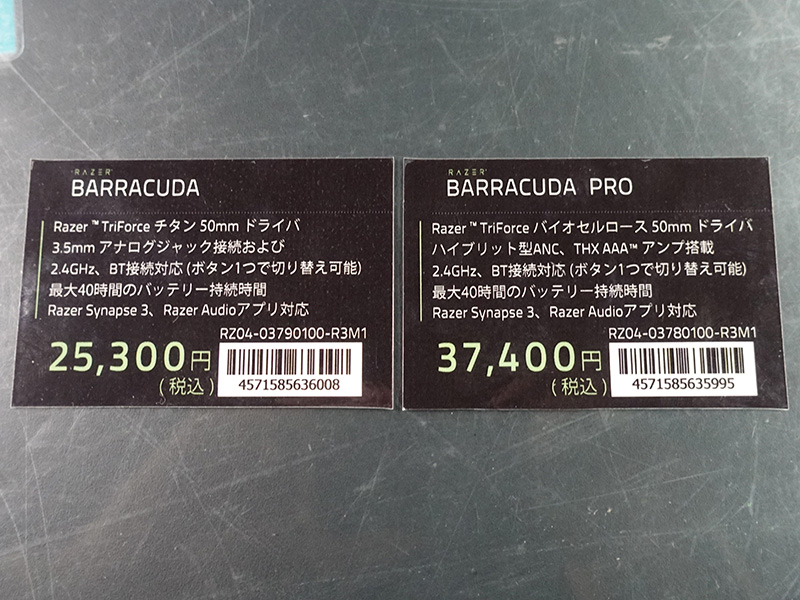 RAZER
BARRACUDA
Razer ™ TriForce チタン 50mm ドライバ
3.5mm アナログジャック接続および
2.4GHz、BT接続対応 (ボタン1つで切り替え可能)
最大40時間のバッテリー持続時間
Razer Synapse 3、Razer Audioアプリ対応
RZ04-03790100-R3M1
25,300円
(税込)
4571585636008
RAZER
BARRACUDA PRO
Razer ™ TriForce バイオセルロース 50mm ドライバ
ハイブリット型ANC、THX AAA™ アンプ搭載
2.4GHz、BT接続対応 (ボタン1つで切り替え可能)
最大40時間のバッテリー持続時間
Razer Synapse 3、Razer Audioアプリ対応
RZ04-03780100-R3M1
37,400円
(税込)
4571585635995